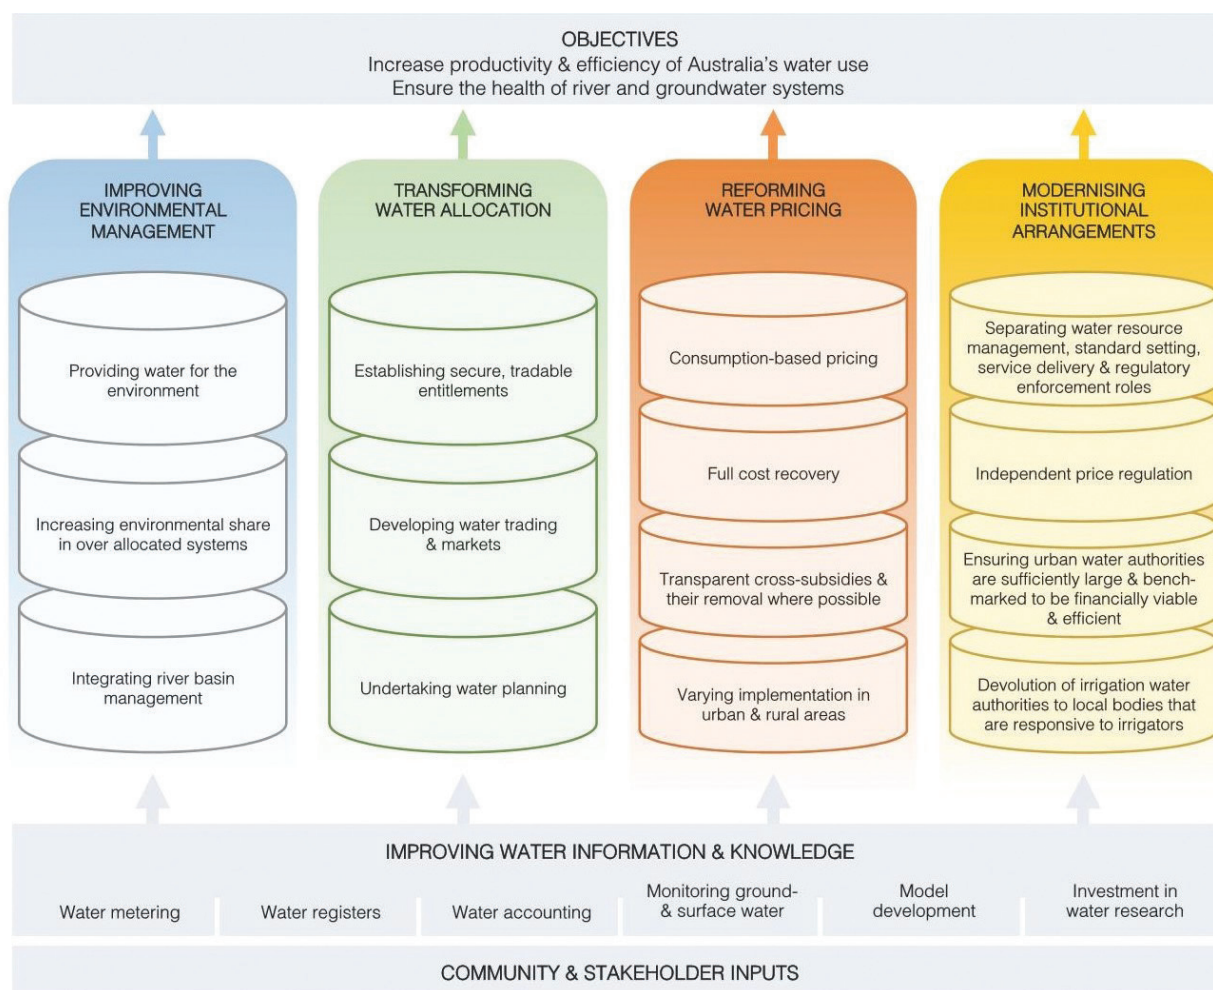 OBJECTIVES
Increase productivity & efficiency of Australia's water use
Ensure the health of river and groundwater systems
IMPROVING
ENVIRONMENTAL
MANAGEMENT
Providing water for the
environment
Increasing environmental share
in over allocated systems
Integrating river basin
management
TRANSFORMING
WATER ALLOCATION
Establishing secure, tradable
entitlements
Developing water trading
& markets
Undertaking water planning
REFORMING
WATER PRICING
Consumption-based pricing
Full cost recovery
Transparent cross-subsidies &
their removal where possible
Varying implementation in
urban & rural areas
MODERNISING
INSTITUTIONAL
ARRANGEMENTS
Separating water resource
management, standard setting,
service delivery & regulatory
enforcement roles
Independent price regulation
Ensuring urban water authorities
are sufficiently large & bench-
marked to be financially viable
& efficient
Devolution of irrigation water
authorities to local bodies that
are responsive to irrigators
IMPROVING WATER INFORMATION & KNOWLEDGE
Water metering
Water registers
Water accounting
Monitoring ground-
& surface water
Model
development
Investment in
water research
COMMUNITY & STAKEHOLDER INPUTS